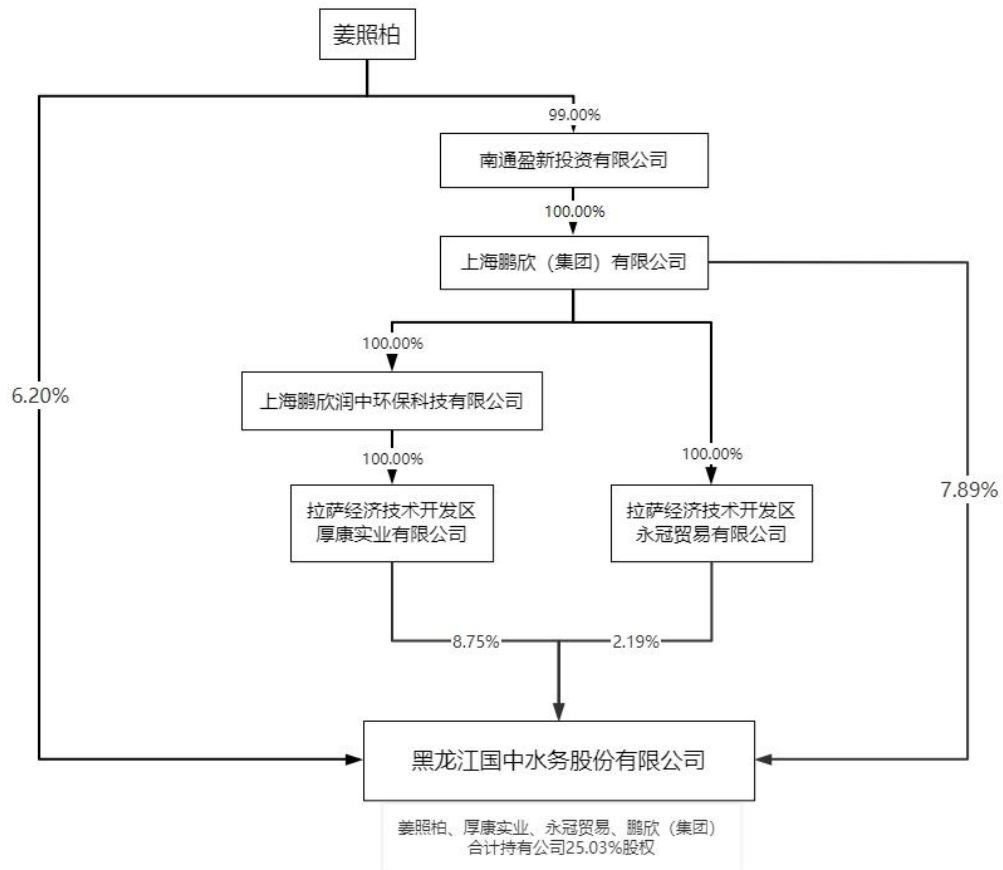 姜照柏
99.00%
南通盈新投资有限公司
100.00%
上海鹏欣（集团）有限公司
100.00%
上海鹏欣润中环保科技有限公司
6.20%
100.00%
100.00%
7.89%
拉萨经济技术开发区
厚康实业有限公司
拉萨经济技术开发区
永冠贸易有限公司
8.75%
2.19%
黑龙江国中水务股份有限公司
姜照柏、厚康实业、永冠贸易、鹏欣（集团）
合计持有公司25.03%股权